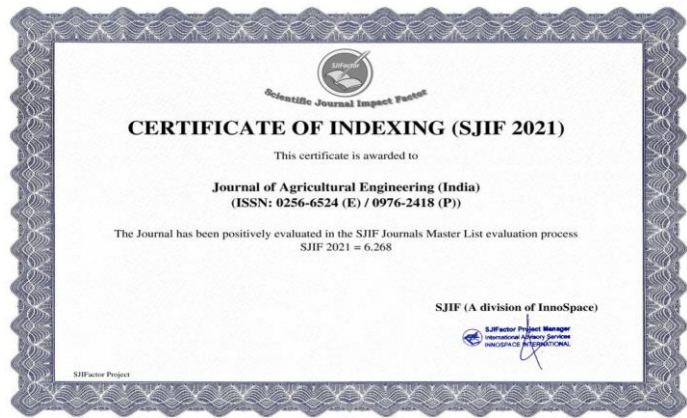 SJIFactor
Scientific Journal Impact Factor
CERTIFICATE OF INDEXING (SJIF 2021)
This certificate is awarded to
Journal of Agricultural Engineering (India)
(ISSN: 0256-6524 (E) / 0976-2418 (P))
The Journal has been positively evaluated in the SJIF Journals Master List evaluation process
SJIF 2021 = 6.268
SJIF (A division of InnoSpace)
SJIFactor Project Manager
International Advisory Services
INNOSPACE INTERNATIONAL
SJIFactor Project